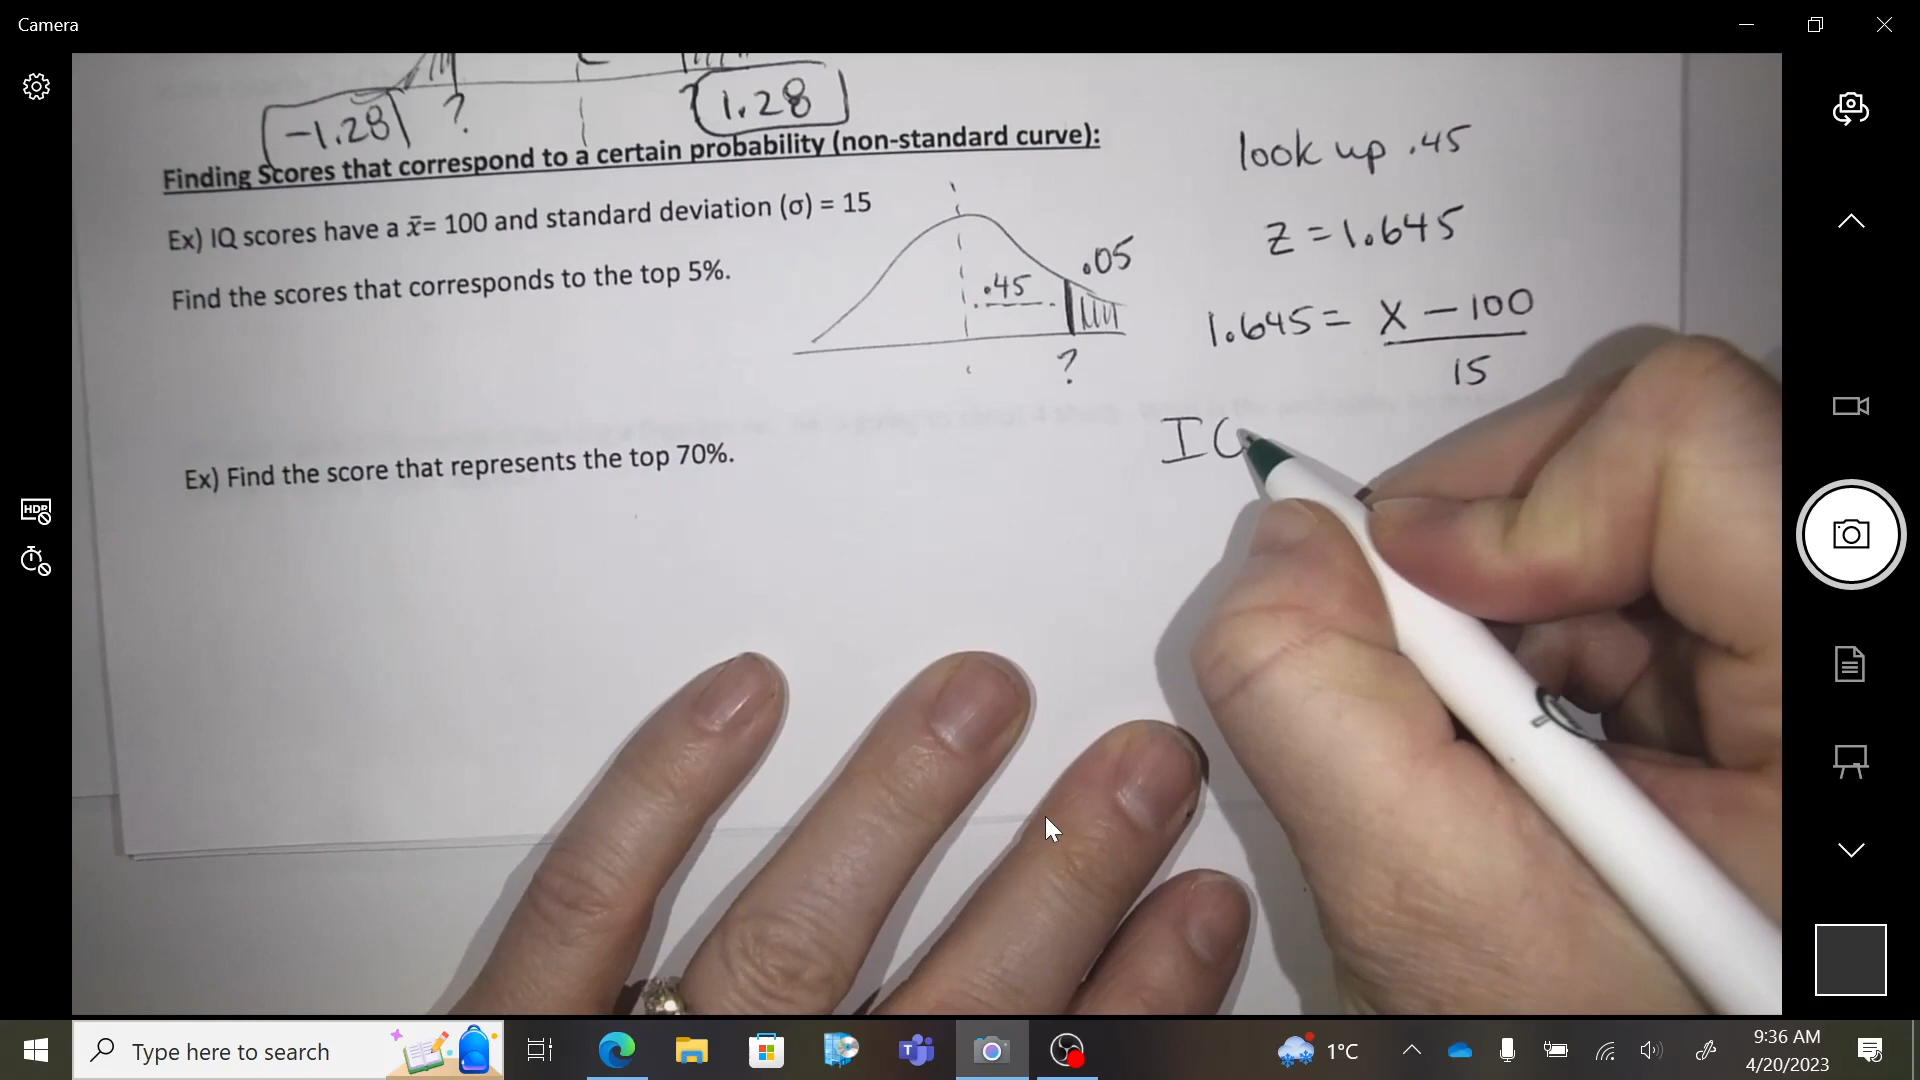 Camera
-1.28 ? ? 1.28
Finding Scores that correspond to a certain probability (non-standard curve):
Ex) IQ scores have a x̄= 100 and standard deviation (σ) = 15
Find the scores that corresponds to the top 5%.
.45 .05
?
look up .45
z = 1.645
1.645 = x - 100
15
IQ
Ex) Find the score that represents the top 70%.
HDR
Type here to search
1°C
9:36 AM
4/20/2023